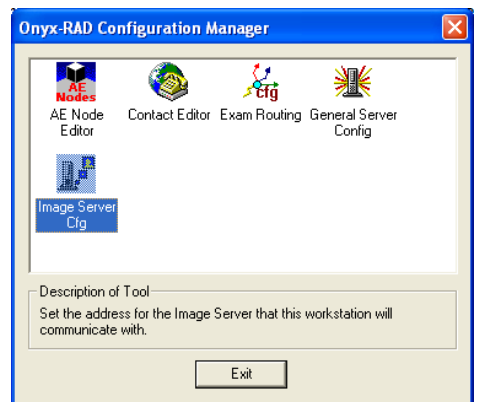 Onyx-RAD Configuration Manager
AE
Nodes
cfg
AE Node
Editor
Contact Editor
Exam Routing
General Server
Config
Image Server
Cfg
Description of Tool
Set the address for the Image Server that this workstation will
communicate with.
Exit